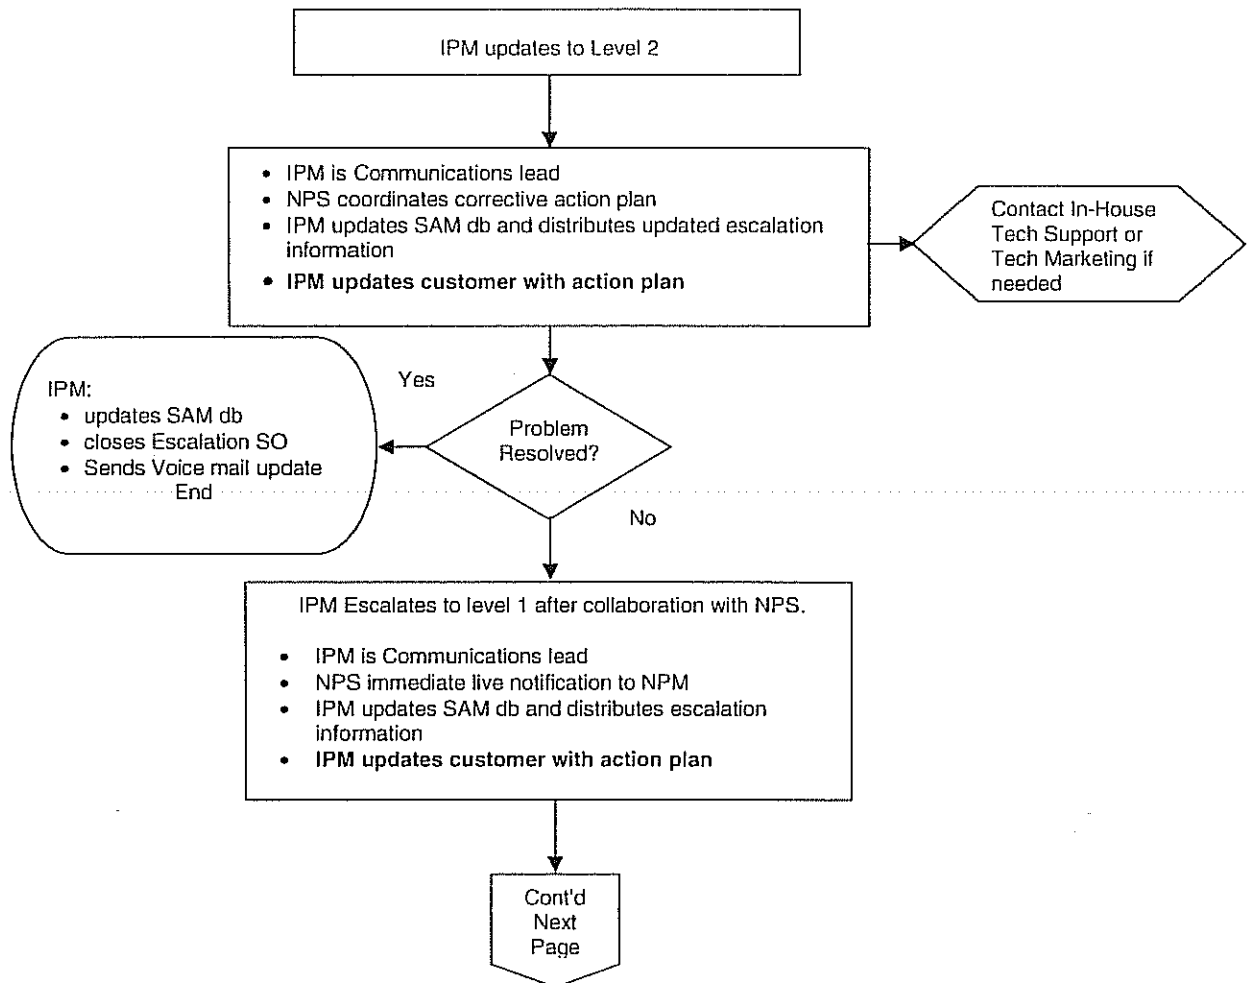 IPM updates to Level 2
• IPM is Communications lead
• NPS coordinates corrective action plan
• IPM updates SAM db and distributes updated escalation
information
• IPM updates customer with action plan
Contact In-House
Tech Support or
Tech Marketing if
needed
Yes
IPM:
• updates SAM db
• closes Escalation SO
• Sends Voice mail update
End
Problem
Resolved?
No
IPM Escalates to level 1 after collaboration with NPS.
• IPM is Communications lead
• NPS immediate live notification to NPM
• IPM updates SAM db and distributes escalation
information
• IPM updates customer with action plan
Cont'd
Next
Page